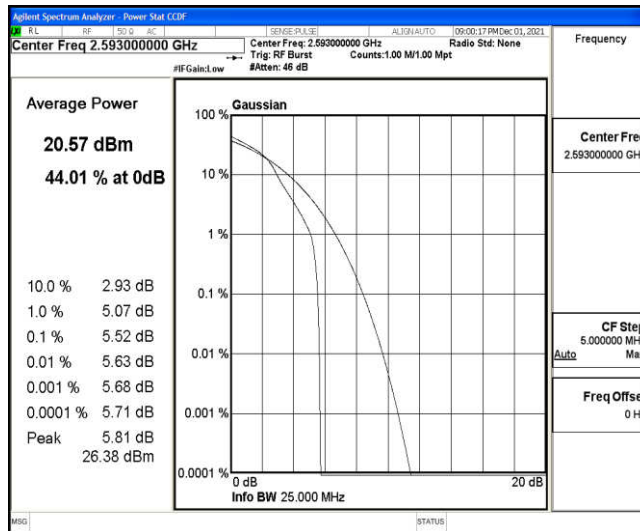 Agilent Spectrum Analyzer - Power Stat CCDF
RL RF 50 Ω AC SENSE:PULSE ALIGN AUTO 09:00:17 PM Dec 01, 2021
Center Freq 2.593000000 GHz
Center Freq: 2.593000000 GHz Radio Std: None
Trig: RF Burst Counts:1.00 M/1.00 Mpt
#IFGain:Low #Atten: 46 dB
Frequency
Average Power
20.57 dBm
44.01 % at 0dB
10.0 % 2.93 dB
1.0 % 5.07 dB
0.1 % 5.52 dB
0.01 % 5.63 dB
0.001 % 5.68 dB
0.0001 % 5.71 dB
Peak 5.81 dB
26.38 dBm
Gaussian
100 %
10 %
1 %
0.1 %
0.01 %
0.001 %
0.0001 %
0 dB 20 dB
Info BW 25.000 MHz
Center Fre
2.593000000 GH
CF Step
5.000000 MH
Auto Ma
Freq Offse
0 H
MSG STATUS